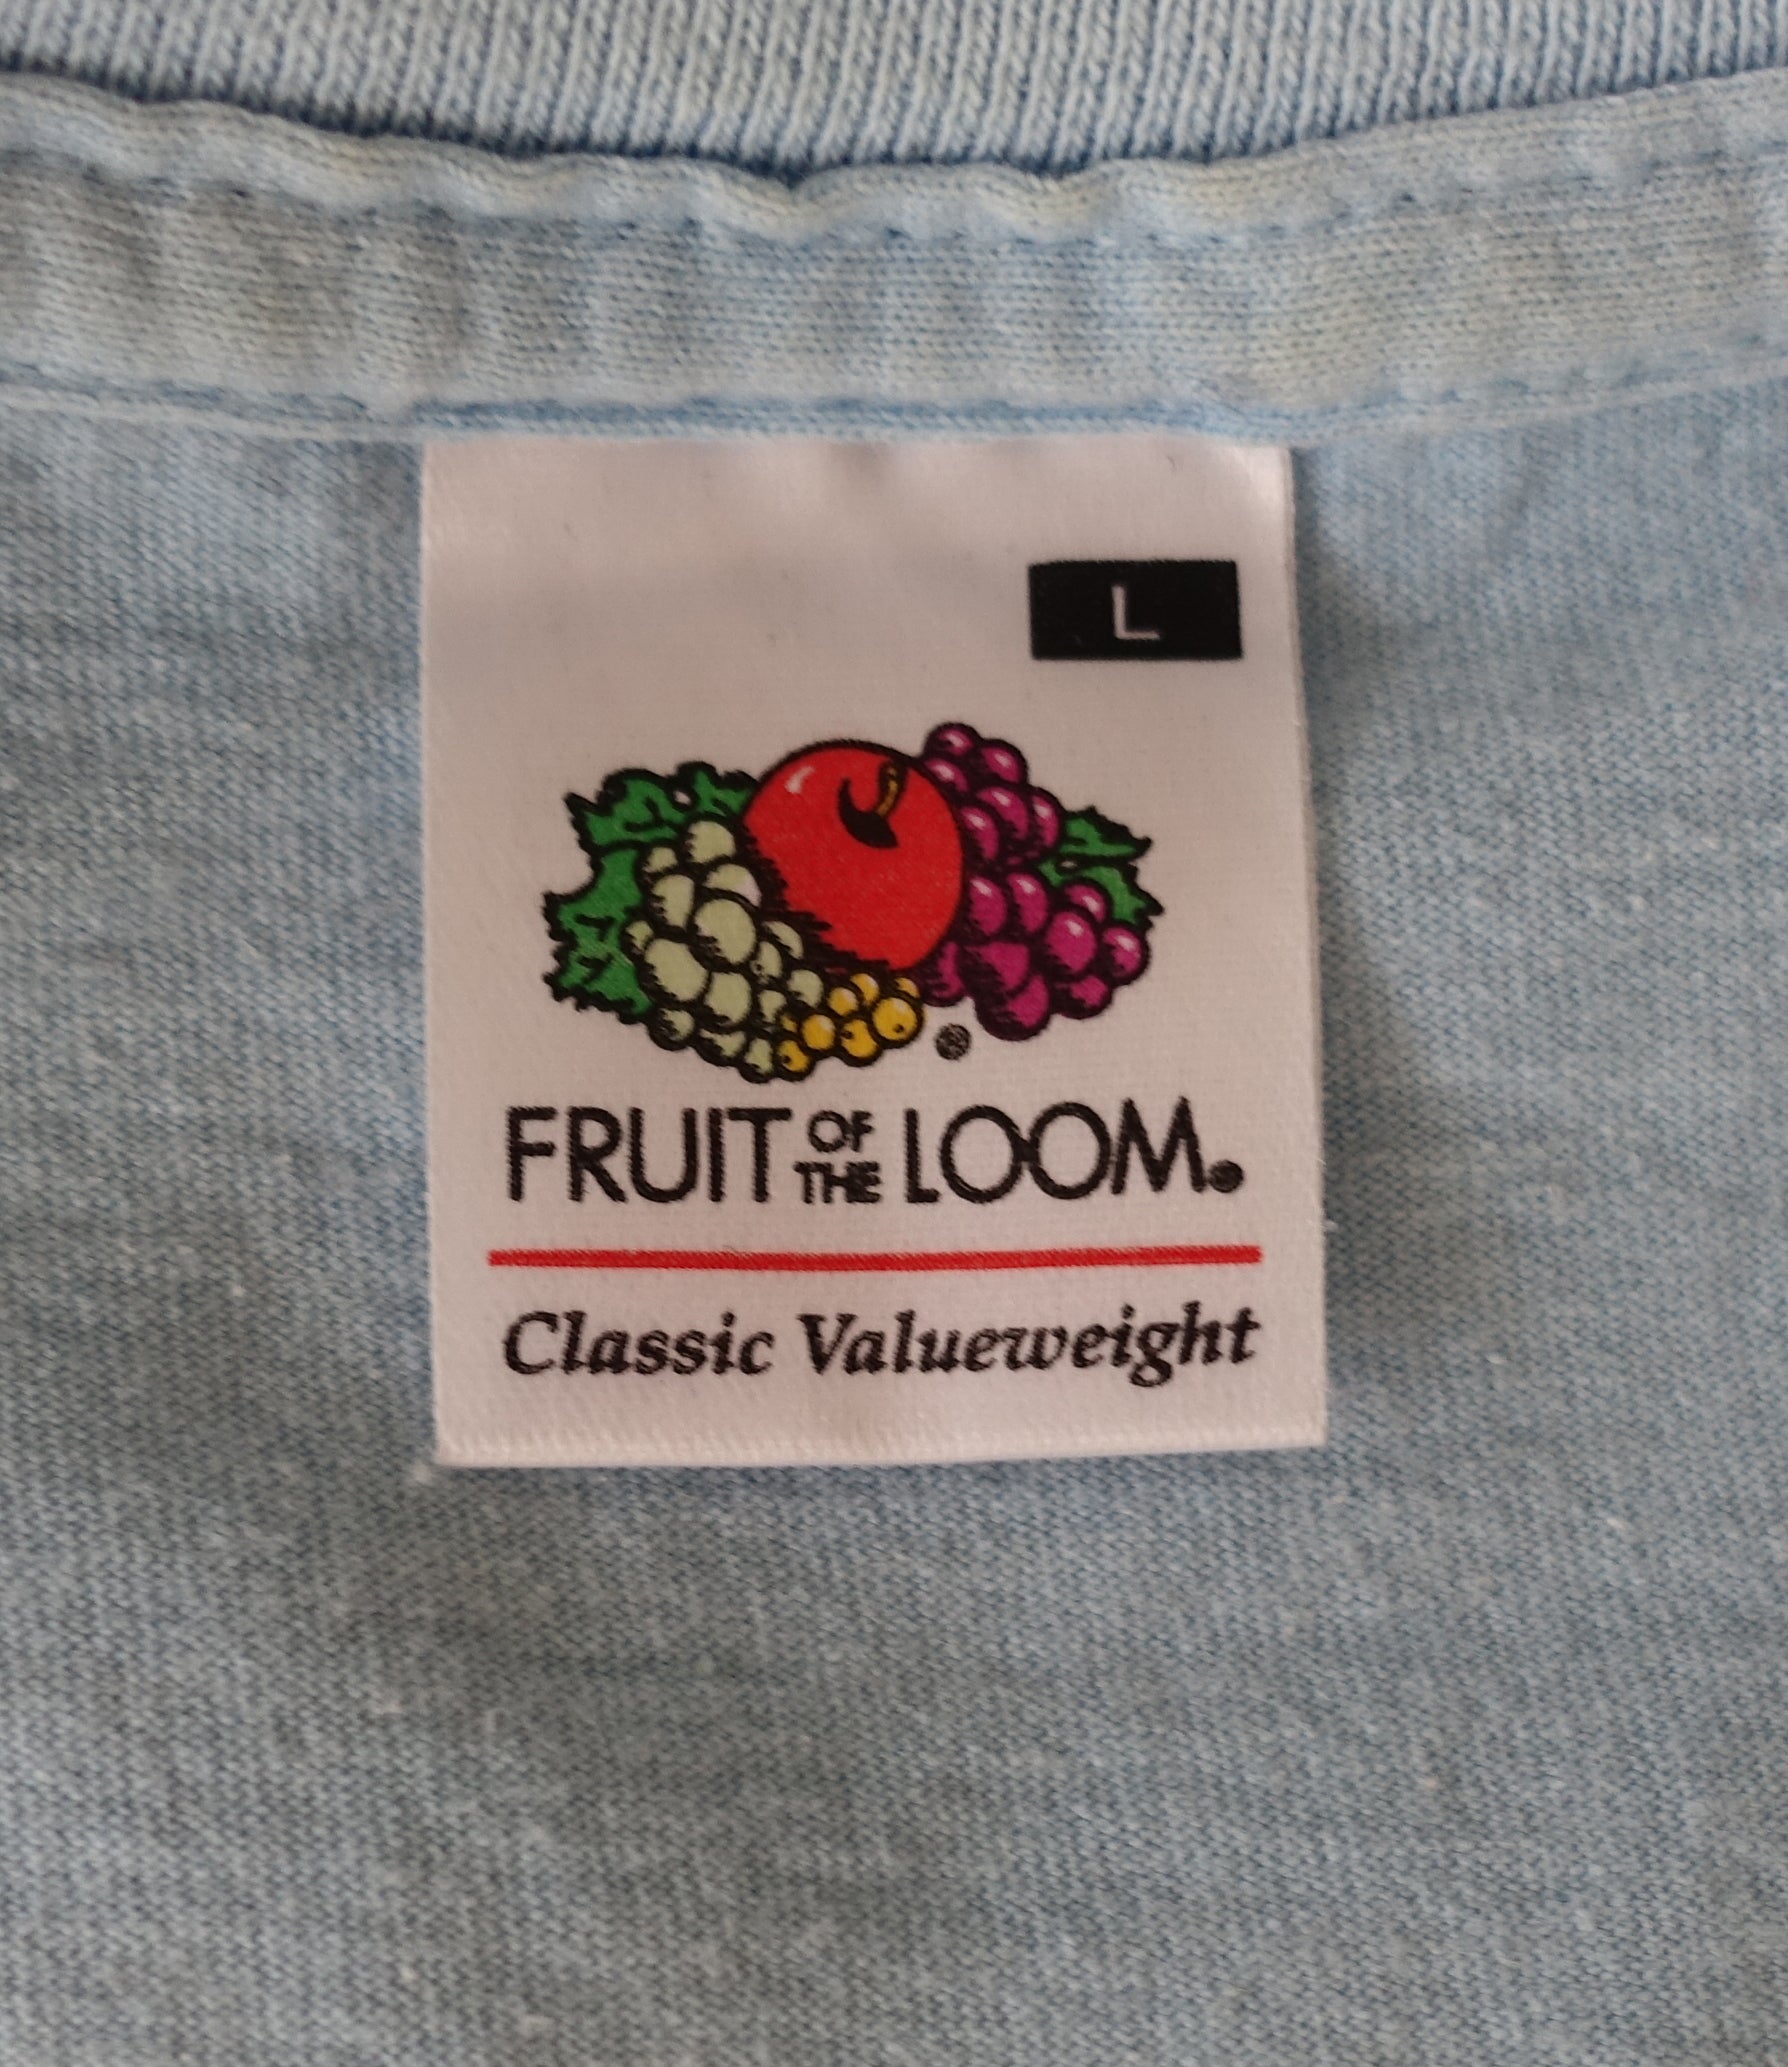 L
®
FRUIT OF THE LOOM®
Classic Valueweight